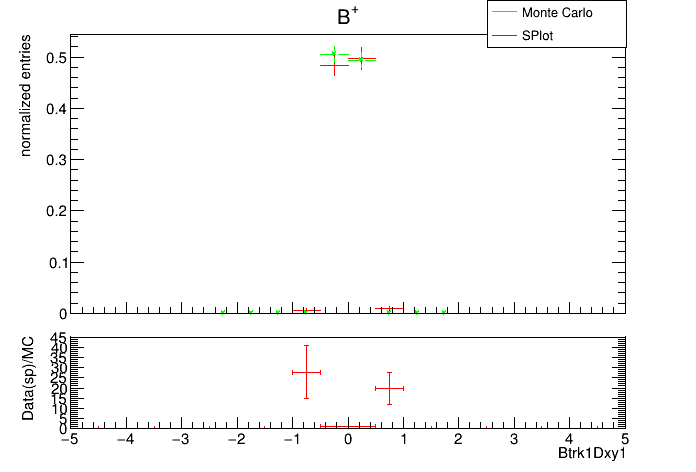 B+
Monte Carlo
SPlot
normalized entries
0.5
0.4
0.3
0.2
0.1
0
Data(sp)/MC
45
40
35
30
25
20
15
10
5
0
−5 −4 −3 −2 −1 0 1 2 3 4 5
Btrk1Dxy1